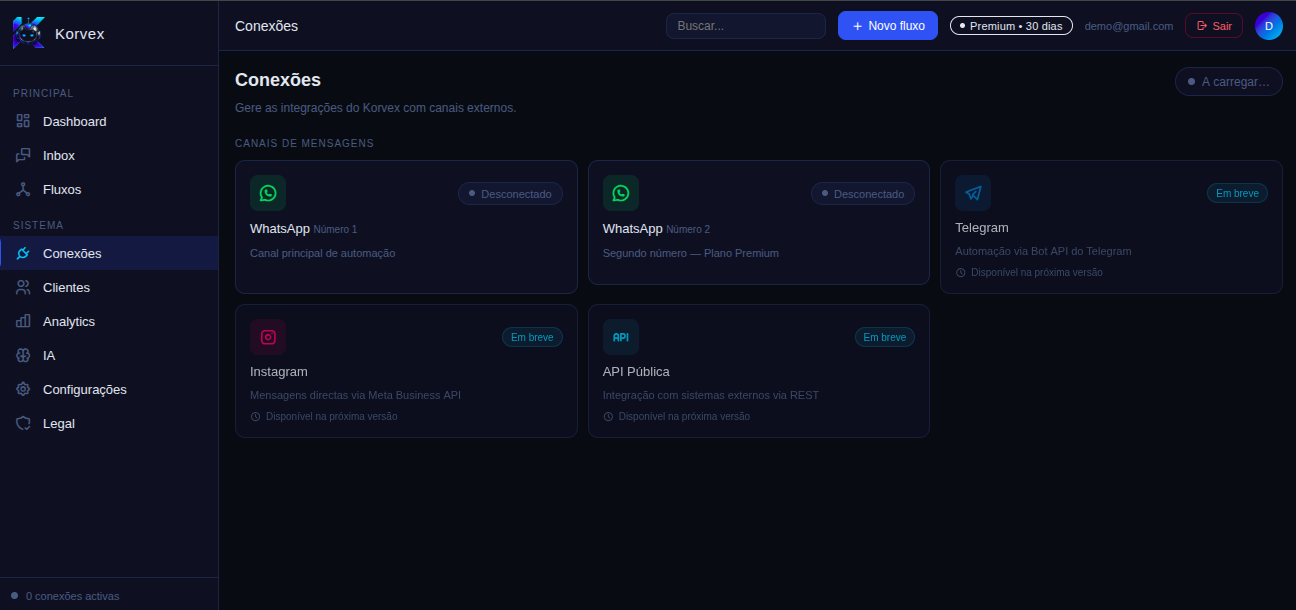 Korvex
Conexões
Buscar...
+ Novo fluxo
Premium • 30 dias
demo@gmail.com
Sair
D
PRINCIPAL
Dashboard
Inbox
Fluxos
SISTEMA
Conexões
Clientes
Analytics
IA
Configurações
Legal
0 conexões activas
Conexões
A carregar…
Gere as integrações do Korvex com canais externos.
CANAIS DE MENSAGENS
Desconectado
WhatsApp Número 1
Canal principal de automação
Desconectado
WhatsApp Número 2
Segundo número — Plano Premium
Em breve
Telegram
Automação via Bot API do Telegram
Disponível na próxima versão
Em breve
Instagram
Mensagens directas via Meta Business API
Disponível na próxima versão
API
Em breve
API Pública
Integração com sistemas externos via REST
Disponível na próxima versão